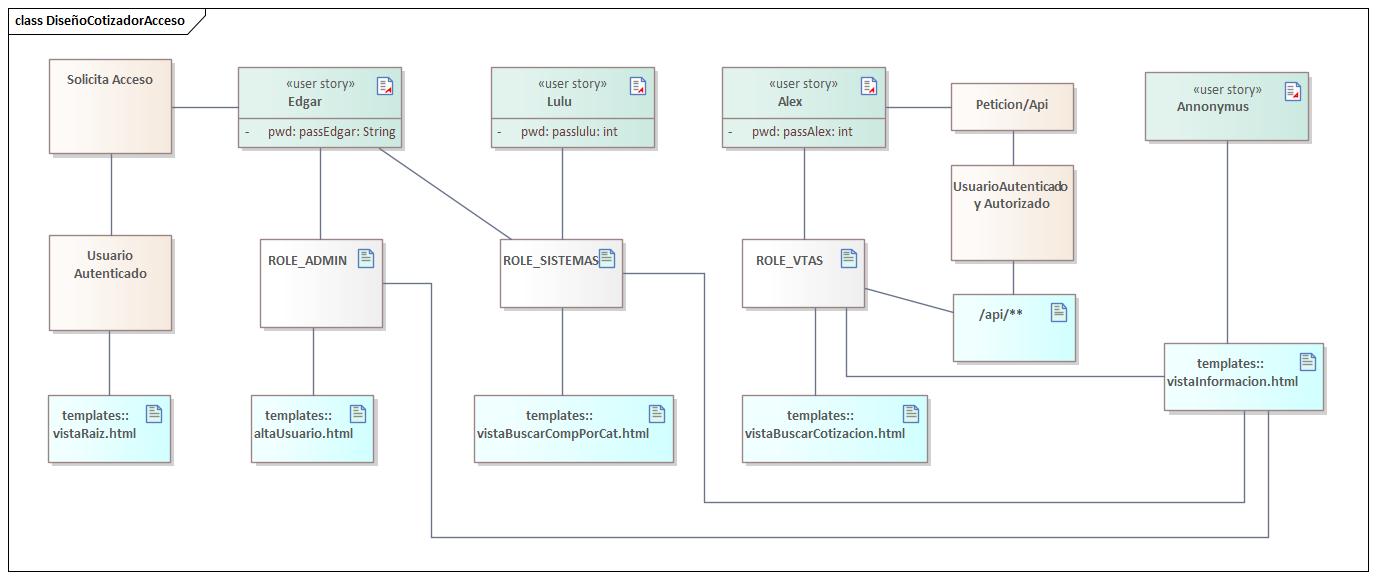 class DiseñoCotizadorAcceso
Solicita Acceso
«user story»
Edgar
- pwd: passEdgar: String
«user story»
Lulu
- pwd: passlulu: int
«user story»
Alex
- pwd: passAlex: int
Peticion/Api
«user story»
Annonymus
Usuario
Autenticado
ROLE_ADMIN
ROLE_SISTEMAS
ROLE_VTAS
UsuarioAutenticado
y Autorizado
/api/**
templates::
vistaRaiz.html
templates::
altaUsuario.html
templates::
vistaBuscarCompPorCat.html
templates::
vistaBuscarCotizacion.html
templates::
vistaInformacion.html